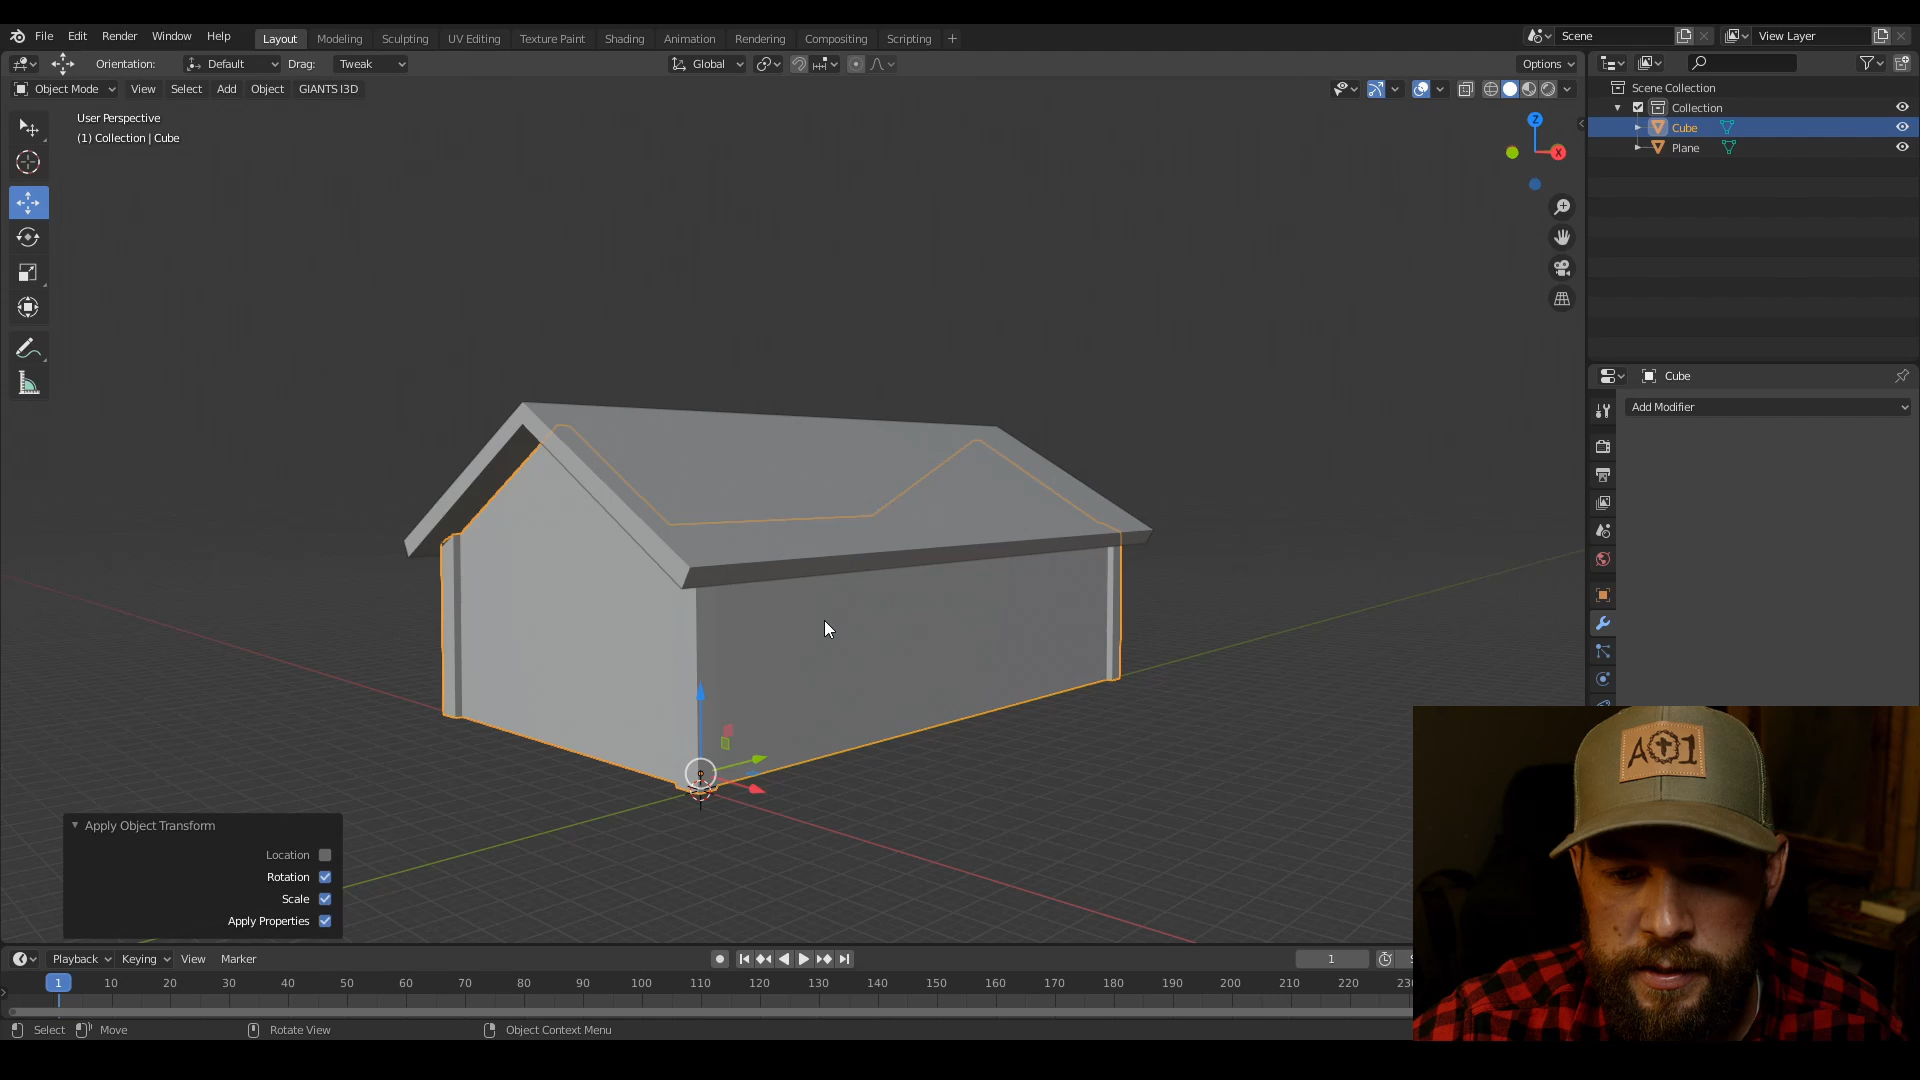 File Edit Render Window Help Layout Modeling Sculpting UV Editing Texture Paint Shading Animation Rendering Compositing Scripting + Scene View Layer
Orientation: Default Drag: Tweak Global Options
Object Mode View Select Add Object GIANTS I3D
User Perspective
(1) Collection | Cube
Z
X
Scene Collection
Collection
Cube
Plane
Cube
Add Modifier
Apply Object Transform
Location
Rotation
Scale
Apply Properties
Playback Keying View Marker 1
1 10 20 30 40 50 60 70 80 90 100 110 120 130 140 150 160 170 180 190 200 210 220
Select Move Rotate View Object Context Menu